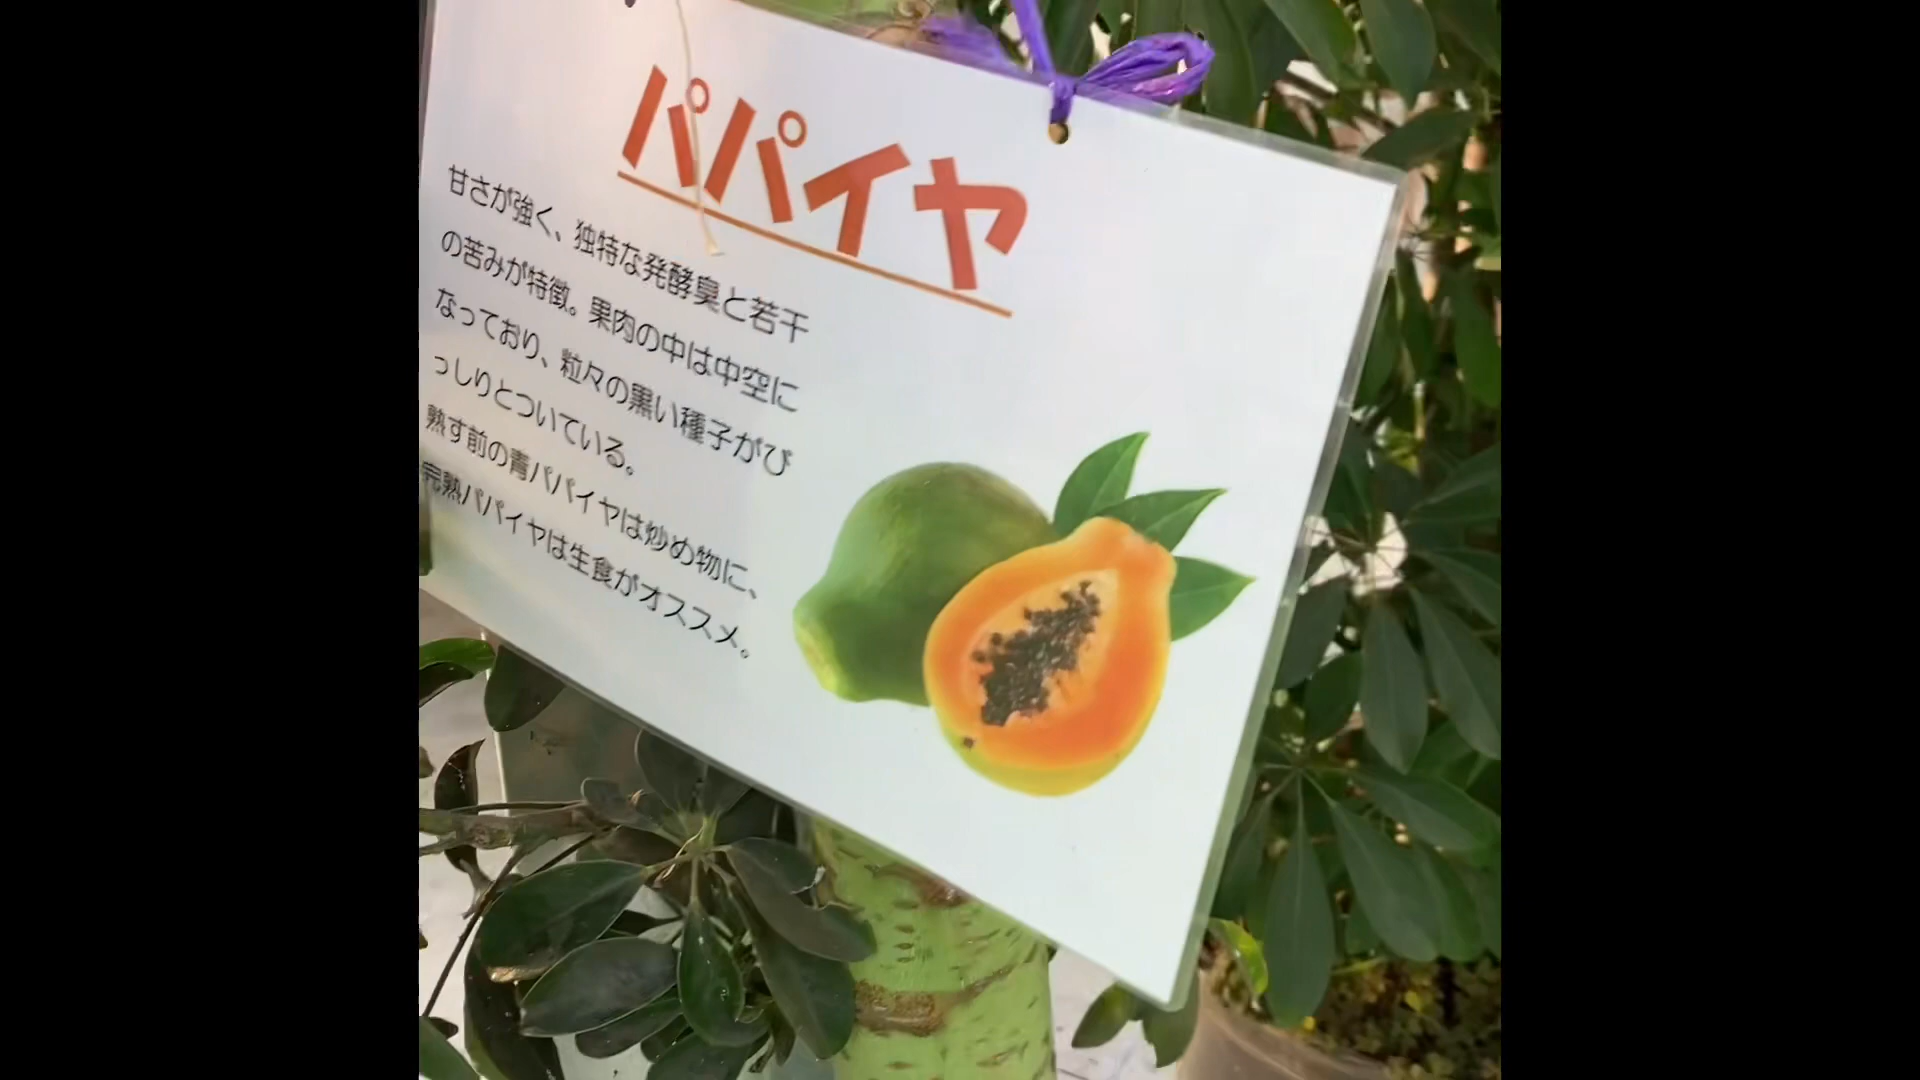 パパイヤ
甘さが強く、独特な発酵臭と若干
の苦みが特徴。果肉の中は中空に
なっており、粒々の黒い種子がび
っしりとついている。
熟す前の青パパイヤは炒め物に、
完熟パパイヤは生食がオススメ。